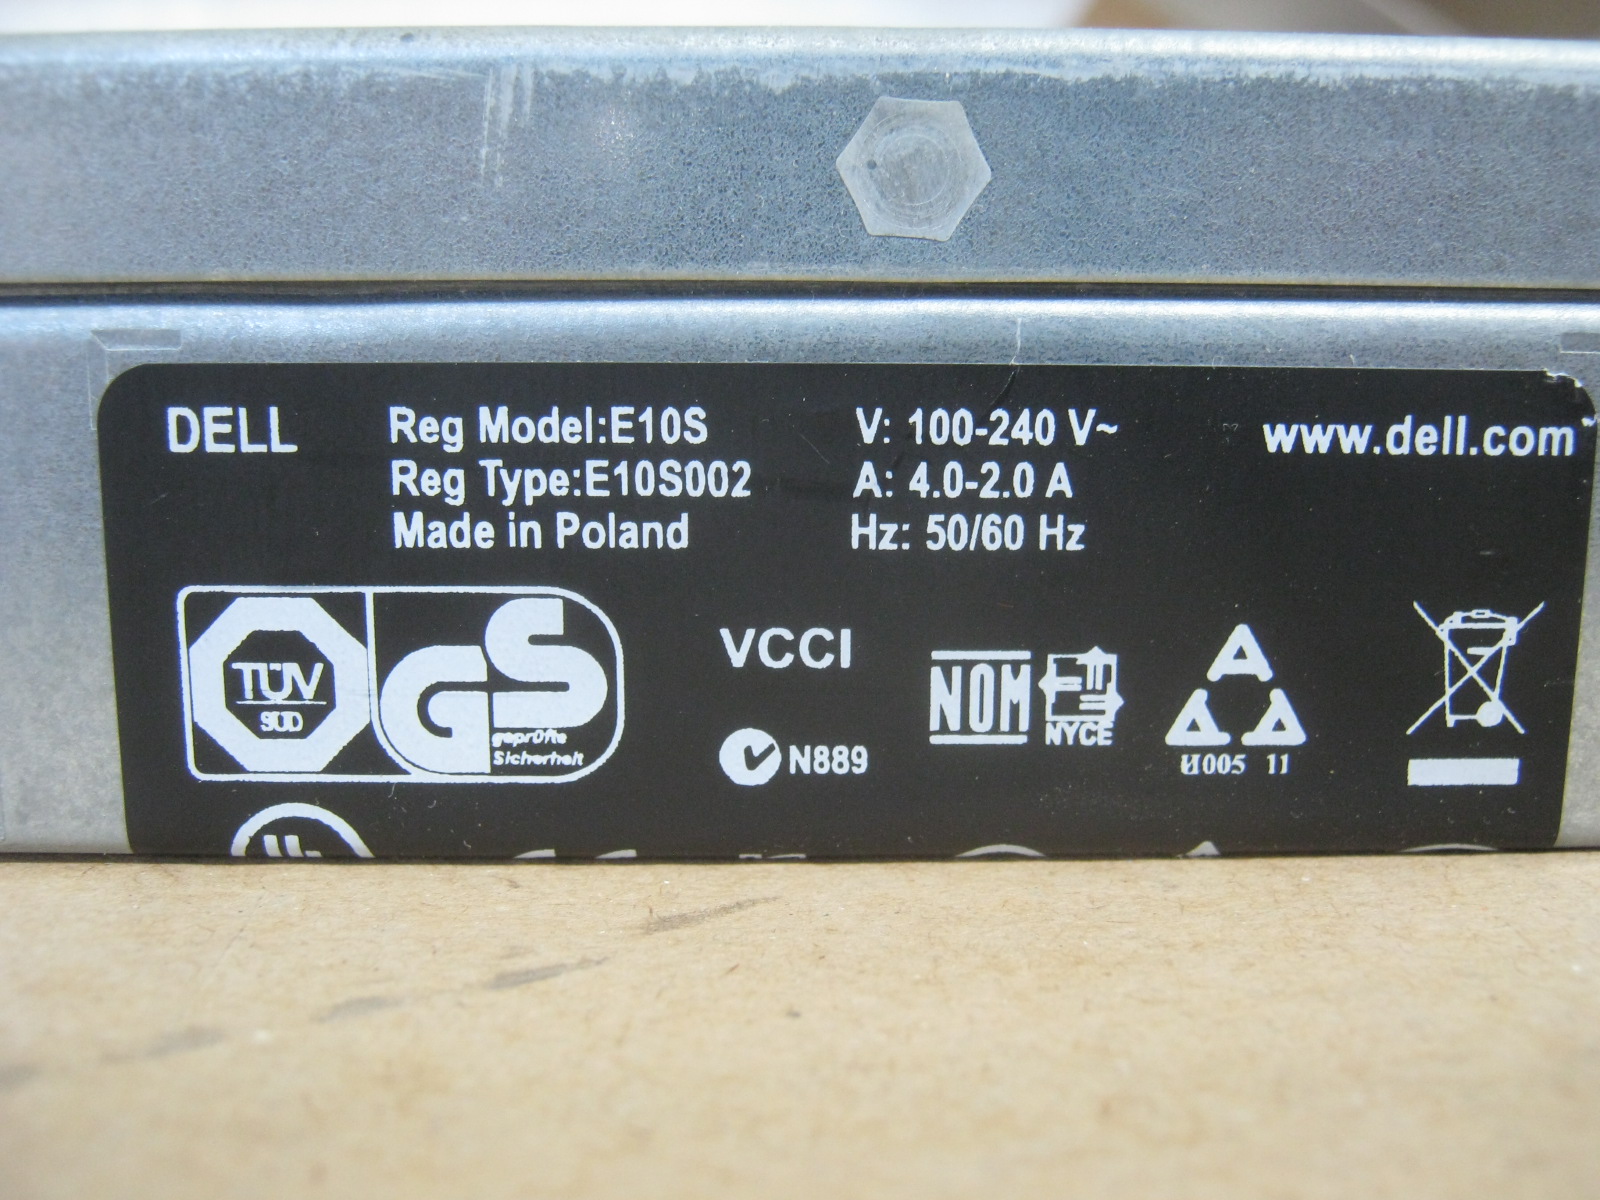 DELL
Reg Model:E10S
Reg Type:E10S002
Made in Poland
V: 100-240 V~
A: 4.0-2.0 A
Hz: 50/60 Hz
www.dell.com
TÜV
SÜD
GS
geprüfte
Sicherheit
VCCI
N889
NOM
NYCE
005 11